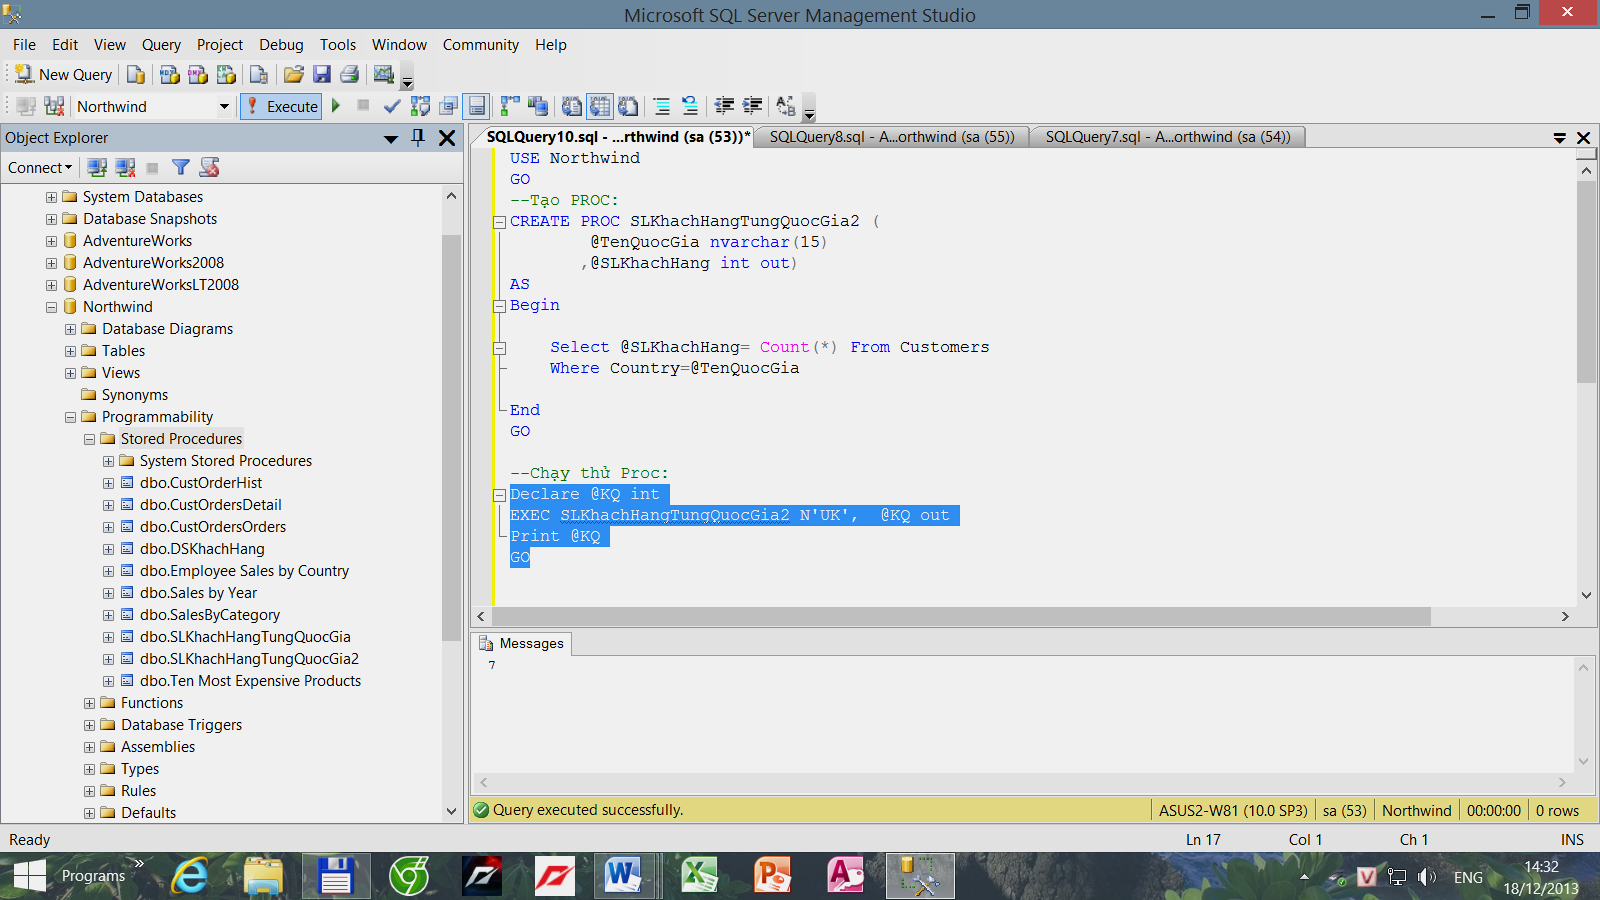 Microsoft SQL Server Management Studio
File Edit View Query Project Debug Tools Window Community Help
New Query
Northwind Execute
Object Explorer
Connect
System Databases
Database Snapshots
AdventureWorks
AdventureWorks2008
AdventureWorksLT2008
Northwind
Database Diagrams
Tables
Views
Synonyms
Programmability
Stored Procedures
System Stored Procedures
dbo.CustOrderHist
dbo.CustOrdersDetail
dbo.CustOrdersOrders
dbo.DSKhachHang
dbo.Employee Sales by Country
dbo.Sales by Year
dbo.SalesByCategory
dbo.SLKhachHangTungQuocGia
dbo.SLKhachHangTungQuocGia2
dbo.Ten Most Expensive Products
Functions
Database Triggers
Assemblies
Types
Rules
Defaults
SQLQuery10.sql - ...rthwind (sa (53))* SQLQuery8.sql - A...orthwind (sa (55)) SQLQuery7.sql - A...orthwind (sa (54))
USE Northwind
GO
--Tạo PROC:
CREATE PROC SLKhachHangTungQuocGia2 (
@TenQuocGia nvarchar(15)
,@SLKhachHang int out)
AS
Begin
Select @SLKhachHang= Count(*) From Customers
Where Country=@TenQuocGia
End
GO
--Chạy thử Proc:
Declare @KQ int
EXEC SLKhachHangTungQuocGia2 N'UK', @KQ out
Print @KQ
GO
Messages
7
Query executed successfully. ASUS2-W81 (10.0 SP3) sa (53) Northwind 00:00:00 0 rows
Ready Ln 17 Col 1 Ch 1 INS
Programs ENG 14:32
18/12/2013